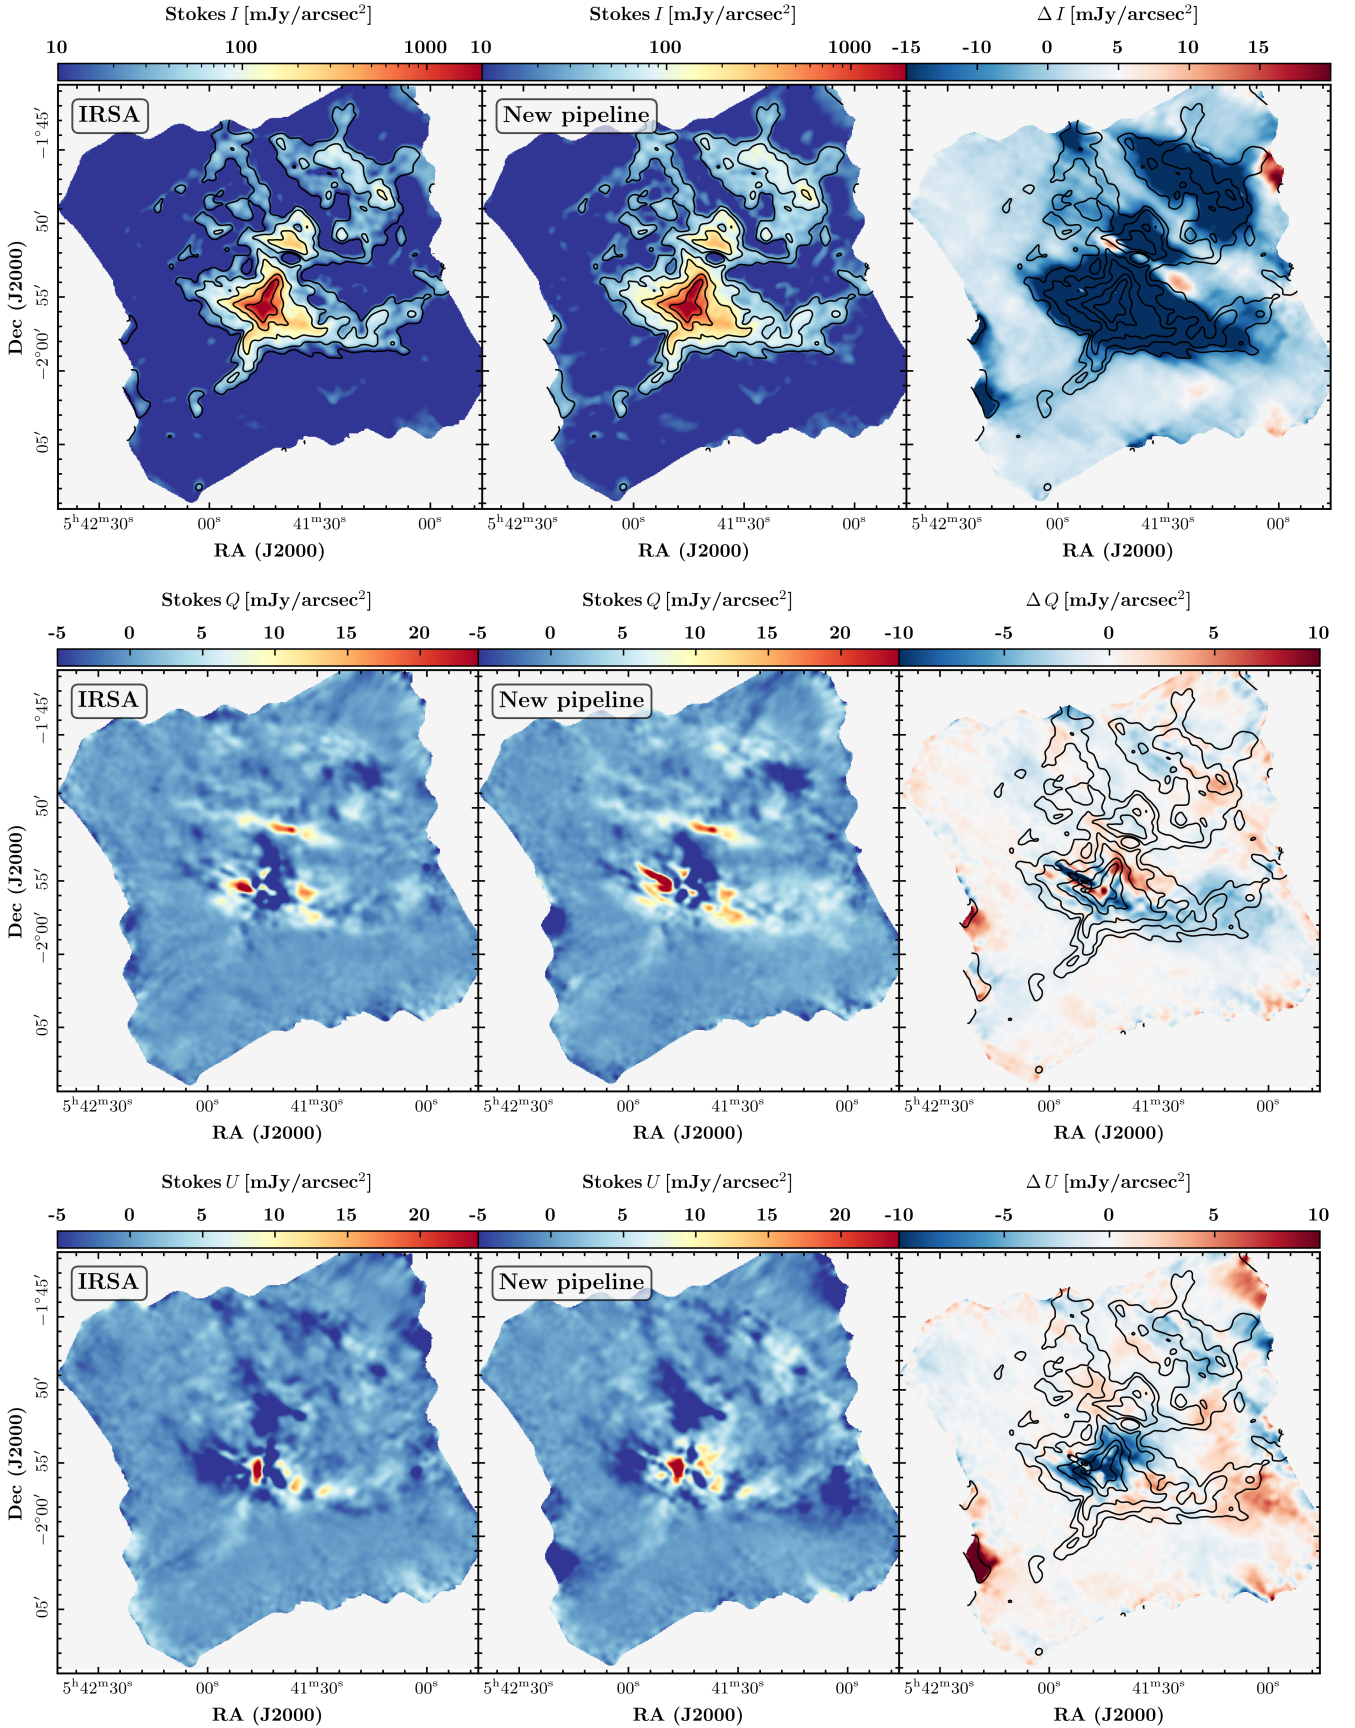 Stokes I [mJy/arcsec²] Stokes I [mJy/arcsec²] Δ I [mJy/arcsec²]
10 100 1000 10 100 1000 -15 -10 0 5 10 15
IRSA New pipeline
Dec (J2000)
−1°45′
50′
55′
−2°00′
05′
5ʰ42ᵐ30ˢ 00ˢ 41ᵐ30ˢ 00ˢ 5ʰ42ᵐ30ˢ 00ˢ 41ᵐ30ˢ 00ˢ 5ʰ42ᵐ30ˢ 00ˢ 41ᵐ30ˢ 00ˢ
RA (J2000) RA (J2000) RA (J2000)
Stokes Q [mJy/arcsec²] Stokes Q [mJy/arcsec²] Δ Q [mJy/arcsec²]
-5 0 5 10 15 20 -5 0 5 10 15 20 -10 -5 0 5 10
IRSA New pipeline
Dec (J2000)
−1°45′
50′
55′
−2°00′
05′
5ʰ42ᵐ30ˢ 00ˢ 41ᵐ30ˢ 00ˢ 5ʰ42ᵐ30ˢ 00ˢ 41ᵐ30ˢ 00ˢ 5ʰ42ᵐ30ˢ 00ˢ 41ᵐ30ˢ 00ˢ
RA (J2000) RA (J2000) RA (J2000)
Stokes U [mJy/arcsec²] Stokes U [mJy/arcsec²] Δ U [mJy/arcsec²]
-5 0 5 10 15 20 -5 0 5 10 15 20 -10 -5 0 5 10
IRSA New pipeline
Dec (J2000)
−1°45′
50′
55′
−2°00′
05′
5ʰ42ᵐ30ˢ 00ˢ 41ᵐ30ˢ 00ˢ 5ʰ42ᵐ30ˢ 00ˢ 41ᵐ30ˢ 00ˢ 5ʰ42ᵐ30ˢ 00ˢ 41ᵐ30ˢ 00ˢ
RA (J2000) RA (J2000) RA (J2000)